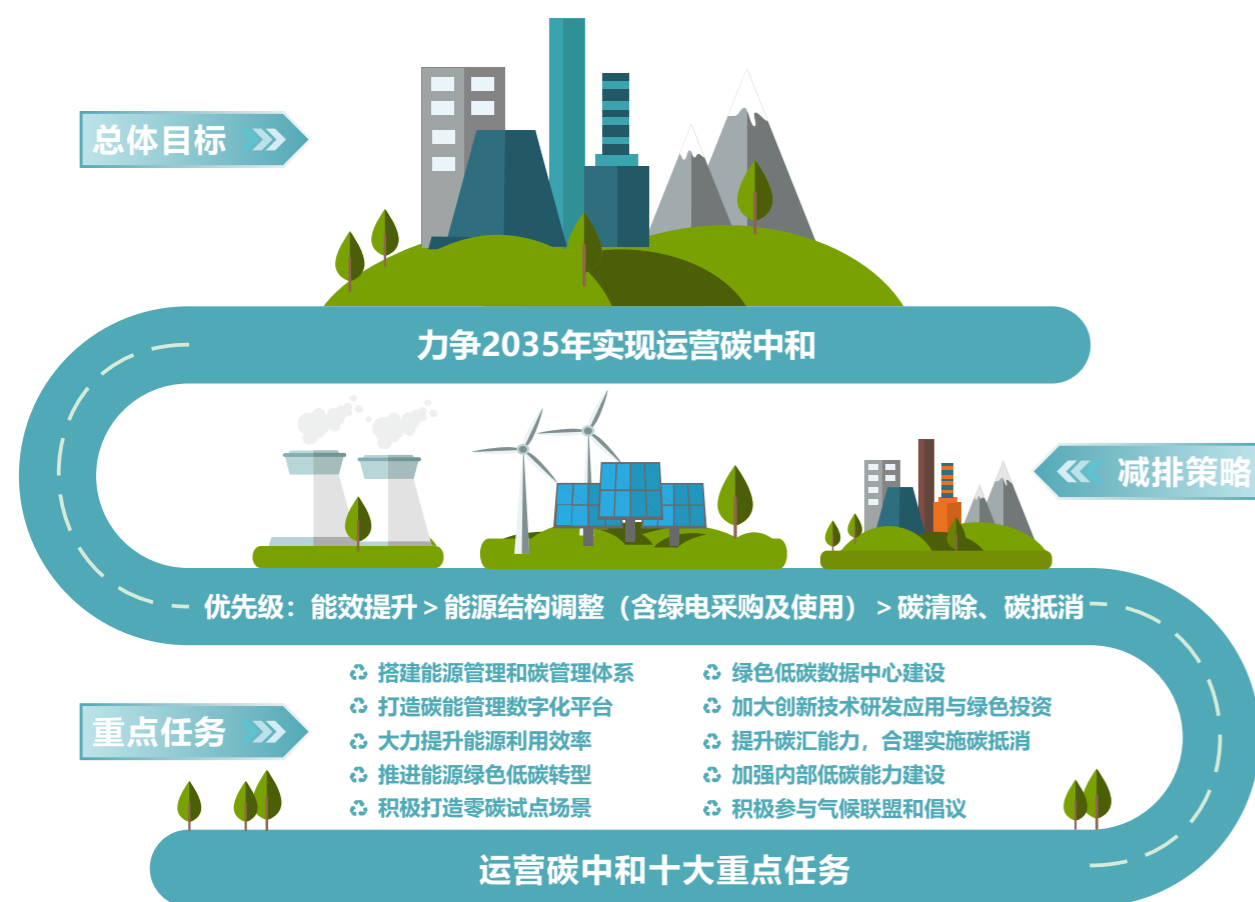 总体目标
力争2035年实现运营碳中和
减排策略
优先级：能效提升＞能源结构调整（含绿电采购及使用）＞碳清除、碳抵消
重点任务
搭建能源管理和碳管理体系
打造碳能管理数字化平台
大力提升能源利用效率
推进能源绿色低碳转型
积极打造零碳试点场景
绿色低碳数据中心建设
加大创新技术研发应用与绿色投资
提升碳汇能力，合理实施碳抵消
加强内部低碳能力建设
积极参与气候联盟和倡议
运营碳中和十大重点任务